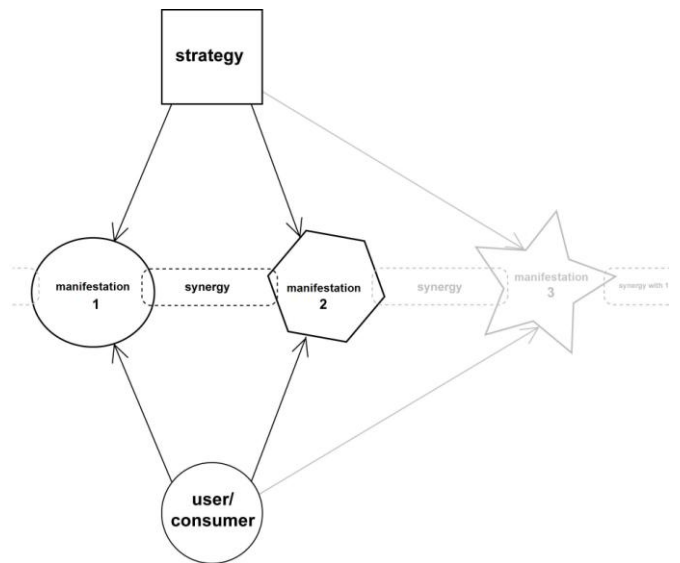 strategy
manifestation
1
synergy
manifestation
2
synergy
manifestation
3
synergy with 1
user/
consumer